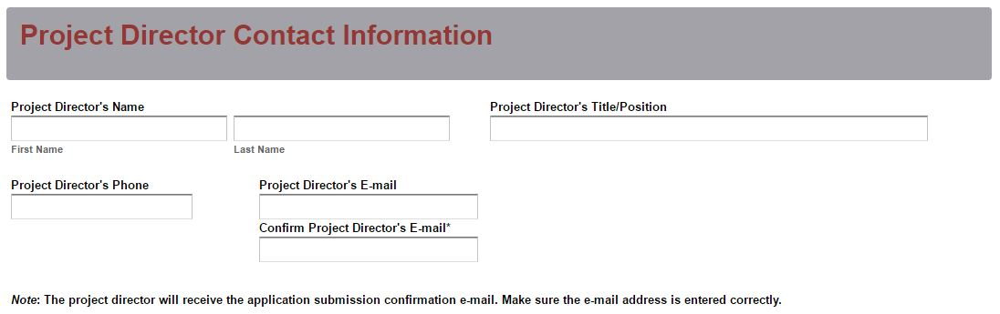 Project Director Contact Information
Project Director's Name
Project Director's Title/Position
First Name
Last Name
Project Director's Phone
Project Director's E-mail
Confirm Project Director's E-mail*
Note: The project director will receive the application submission confirmation e-mail. Make sure the e-mail address is entered correctly.